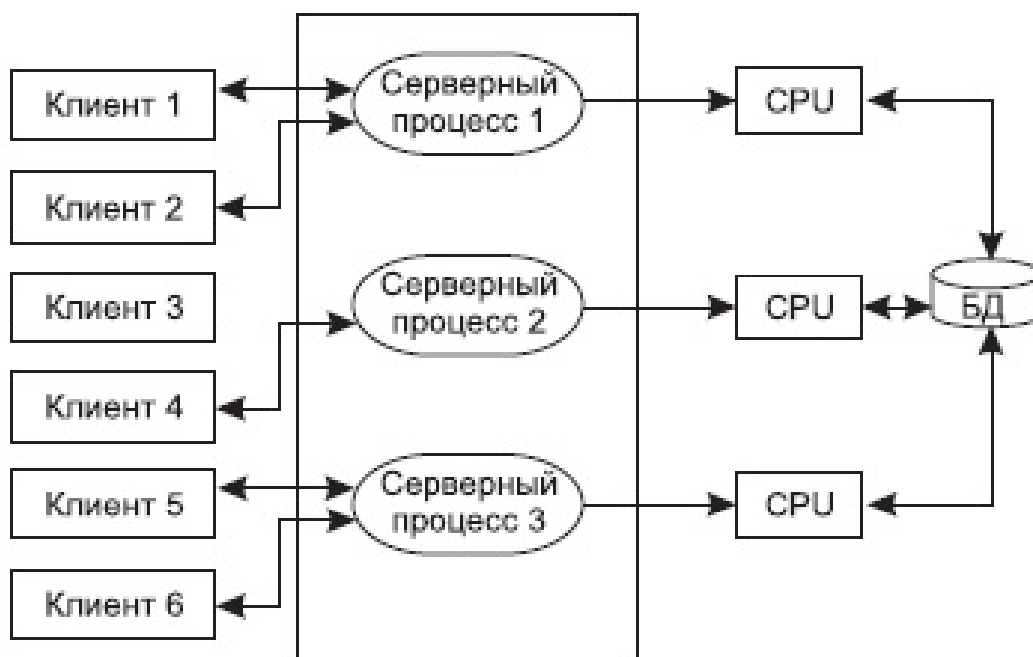 Клиент 1
Клиент 2
Клиент 3
Клиент 4
Клиент 5
Клиент 6
Серверный
процесс 1
Серверный
процесс 2
Серверный
процесс 3
CPU
CPU
CPU
БД